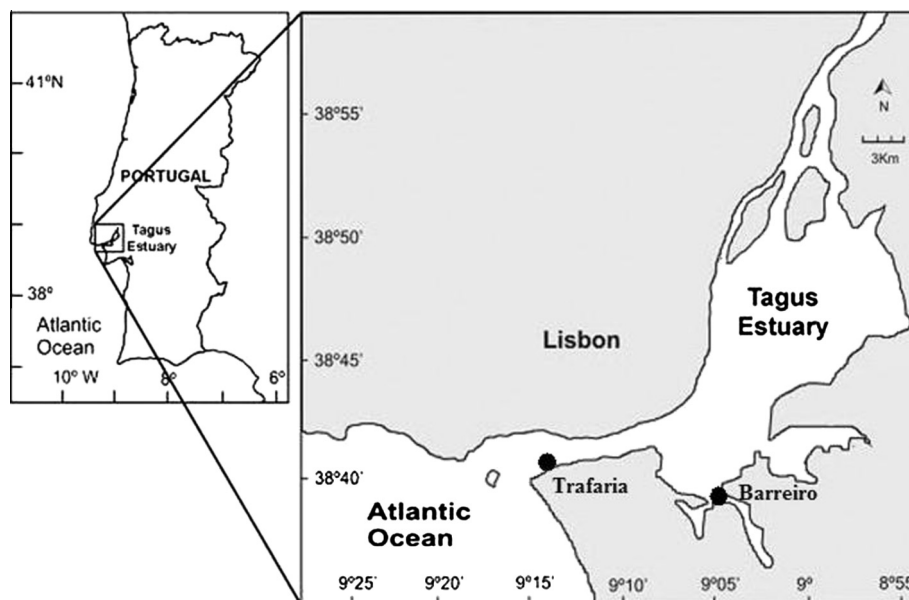 41ºN
PORTUGAL
Tagus
Estuary
38º
Atlantic
Ocean
10º W
8º
6º
38º55'
38º50'
38º45'
38º40'
N
3Km
Tagus
Estuary
Lisbon
Trafaria
Barreiro
Atlantic
Ocean
9º25'
9º20'
9º15'
9º10'
9º05'
9º
8º55'